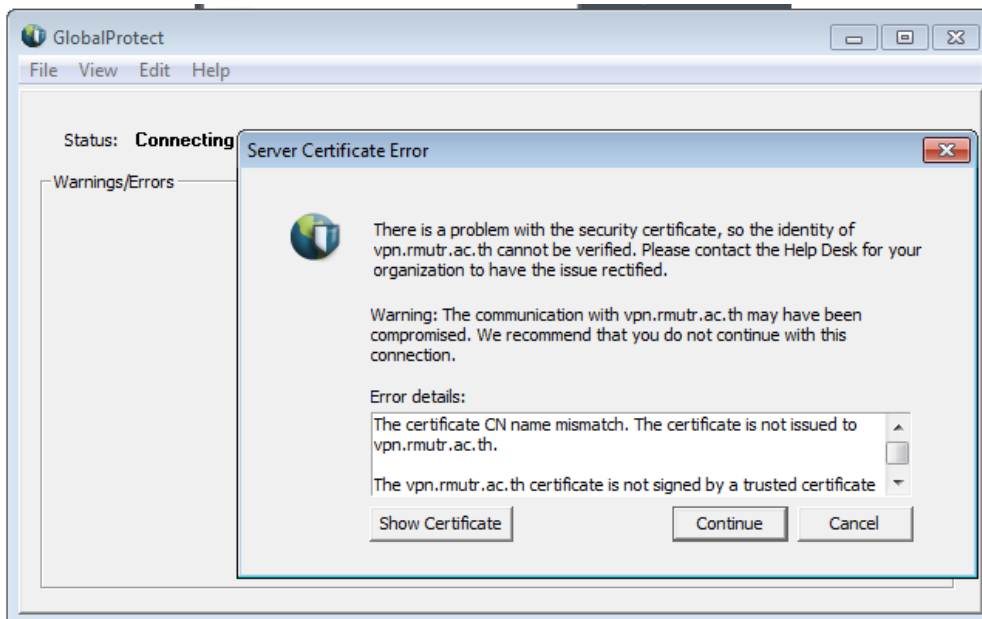 GlobalProtect
File View Edit Help
Status: Connecting
Warnings/Errors
Server Certificate Error
There is a problem with the security certificate, so the identity of
vpn.rmutr.ac.th cannot be verified. Please contact the Help Desk for your
organization to have the issue rectified.
Warning: The communication with vpn.rmutr.ac.th may have been
compromised. We recommend that you do not continue with this
connection.
Error details:
The certificate CN name mismatch. The certificate is not issued to
vpn.rmutr.ac.th.
The vpn.rmutr.ac.th certificate is not signed by a trusted certificate
Show Certificate Continue Cancel